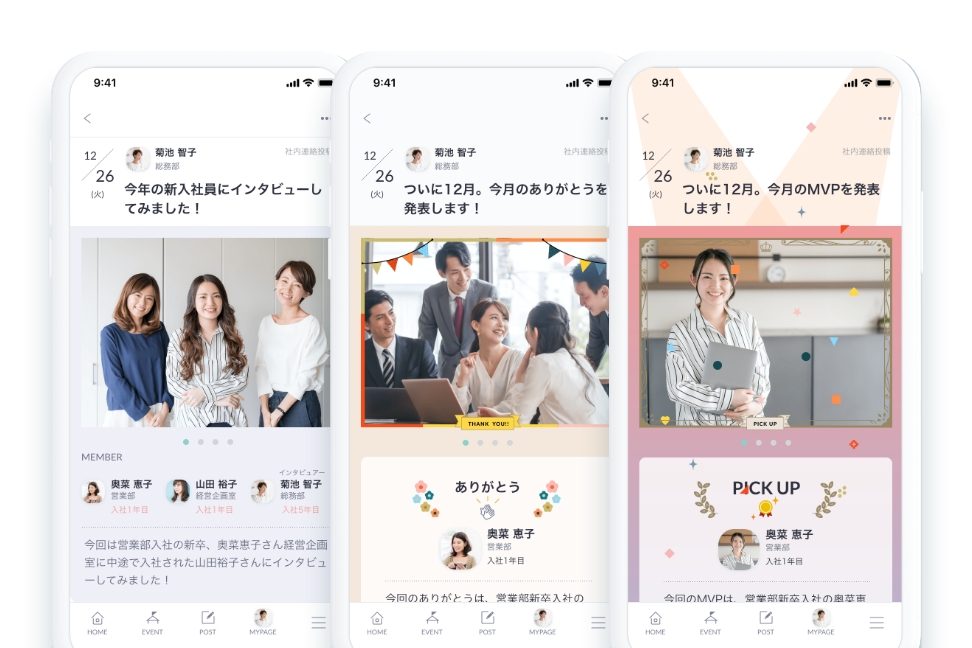 9:41
12
26
(火)
菊池 智子
総務部
社内連絡投稿
今年の新入社員にインタビューし
てみました！
MEMBER
奥菜 恵子
営業部
入社1年目
山田 裕子
経営企画室
入社1年目
インタビュアー
菊池 智子
総務部
入社5年目
今回は営業部入社の新卒、奥菜恵子さん経営企画
室に中途で入社された山田裕子さんにインタビュ
ーしてみました！
HOME
EVENT
POST
MYPAGE
9:41
12
26
(火)
菊池 智子
総務部
社内連絡投稿
ついに12月。今月のありがとうを
発表します！
THANK YOU!!
ありがとう
奥菜 恵子
営業部
入社1年目
今回のありがとうは、営業部新卒入社の
HOME
EVENT
POST
MYPAGE
9:41
12
26
(火)
菊池 智子
総務部
社内連絡投稿
ついに12月。今月のMVPを発表
します！
PICK UP
PICK UP
奥菜 恵子
営業部
入社1年目
今回のMVPは、営業部新卒入社の奥菜恵
HOME
EVENT
POST
MYPAGE